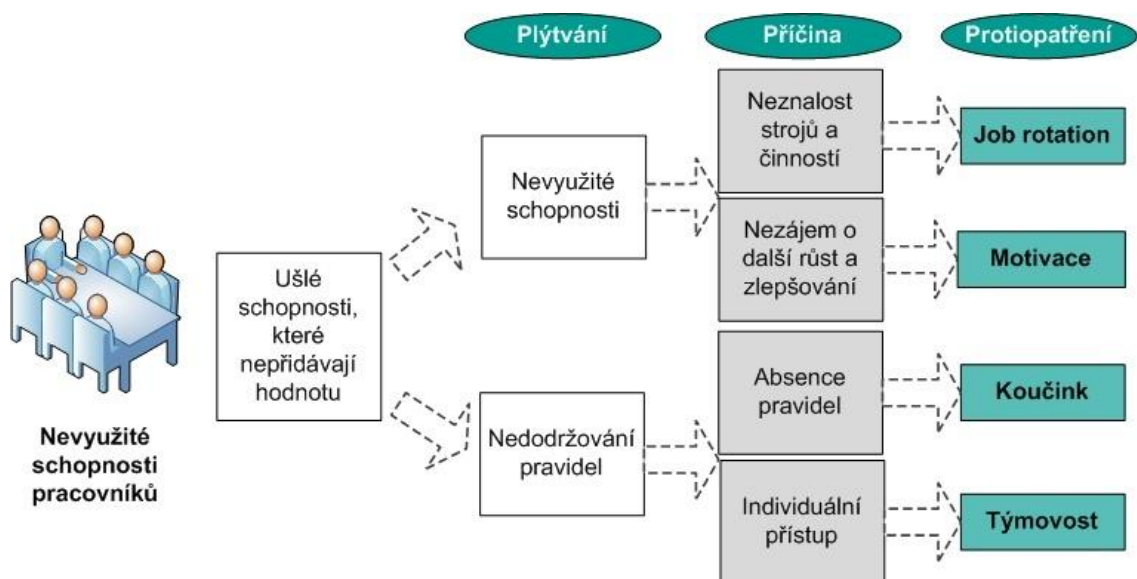 Plýtvání
Příčina
Protiopatření
Nevyužité
schopnosti
pracovníků
Ušlé
schopnosti,
které
nepřidávají
hodnotu
Nevyužité
schopnosti
Neznalost
strojů a
činností
Job rotation
Nezájem o
další růst a
zlepšování
Motivace
Nedodržování
pravidel
Absence
pravidel
Koučink
Individuální
přístup
Týmovost